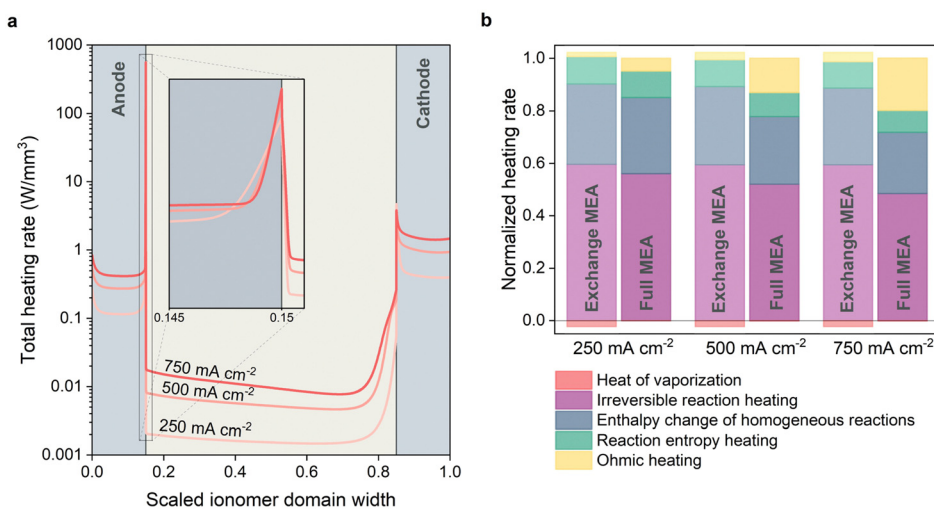 a
1000
100
10
1
0.1
0.01
0.001
Total heating rate (W/mm³)
Anode
Cathode
0.145
0.15
750 mA cm⁻²
500 mA cm⁻²
250 mA cm⁻²
0.0
0.2
0.4
0.6
0.8
1.0
Scaled ionomer domain width
b
1.0
0.8
0.6
0.4
0.2
0.0
Normalized heating rate
Exchange MEA
Full MEA
Exchange MEA
Full MEA
Exchange MEA
Full MEA
250 mA cm⁻²
500 mA cm⁻²
750 mA cm⁻²
Heat of vaporization
Irreversible reaction heating
Enthalpy change of homogeneous reactions
Reaction entropy heating
Ohmic heating